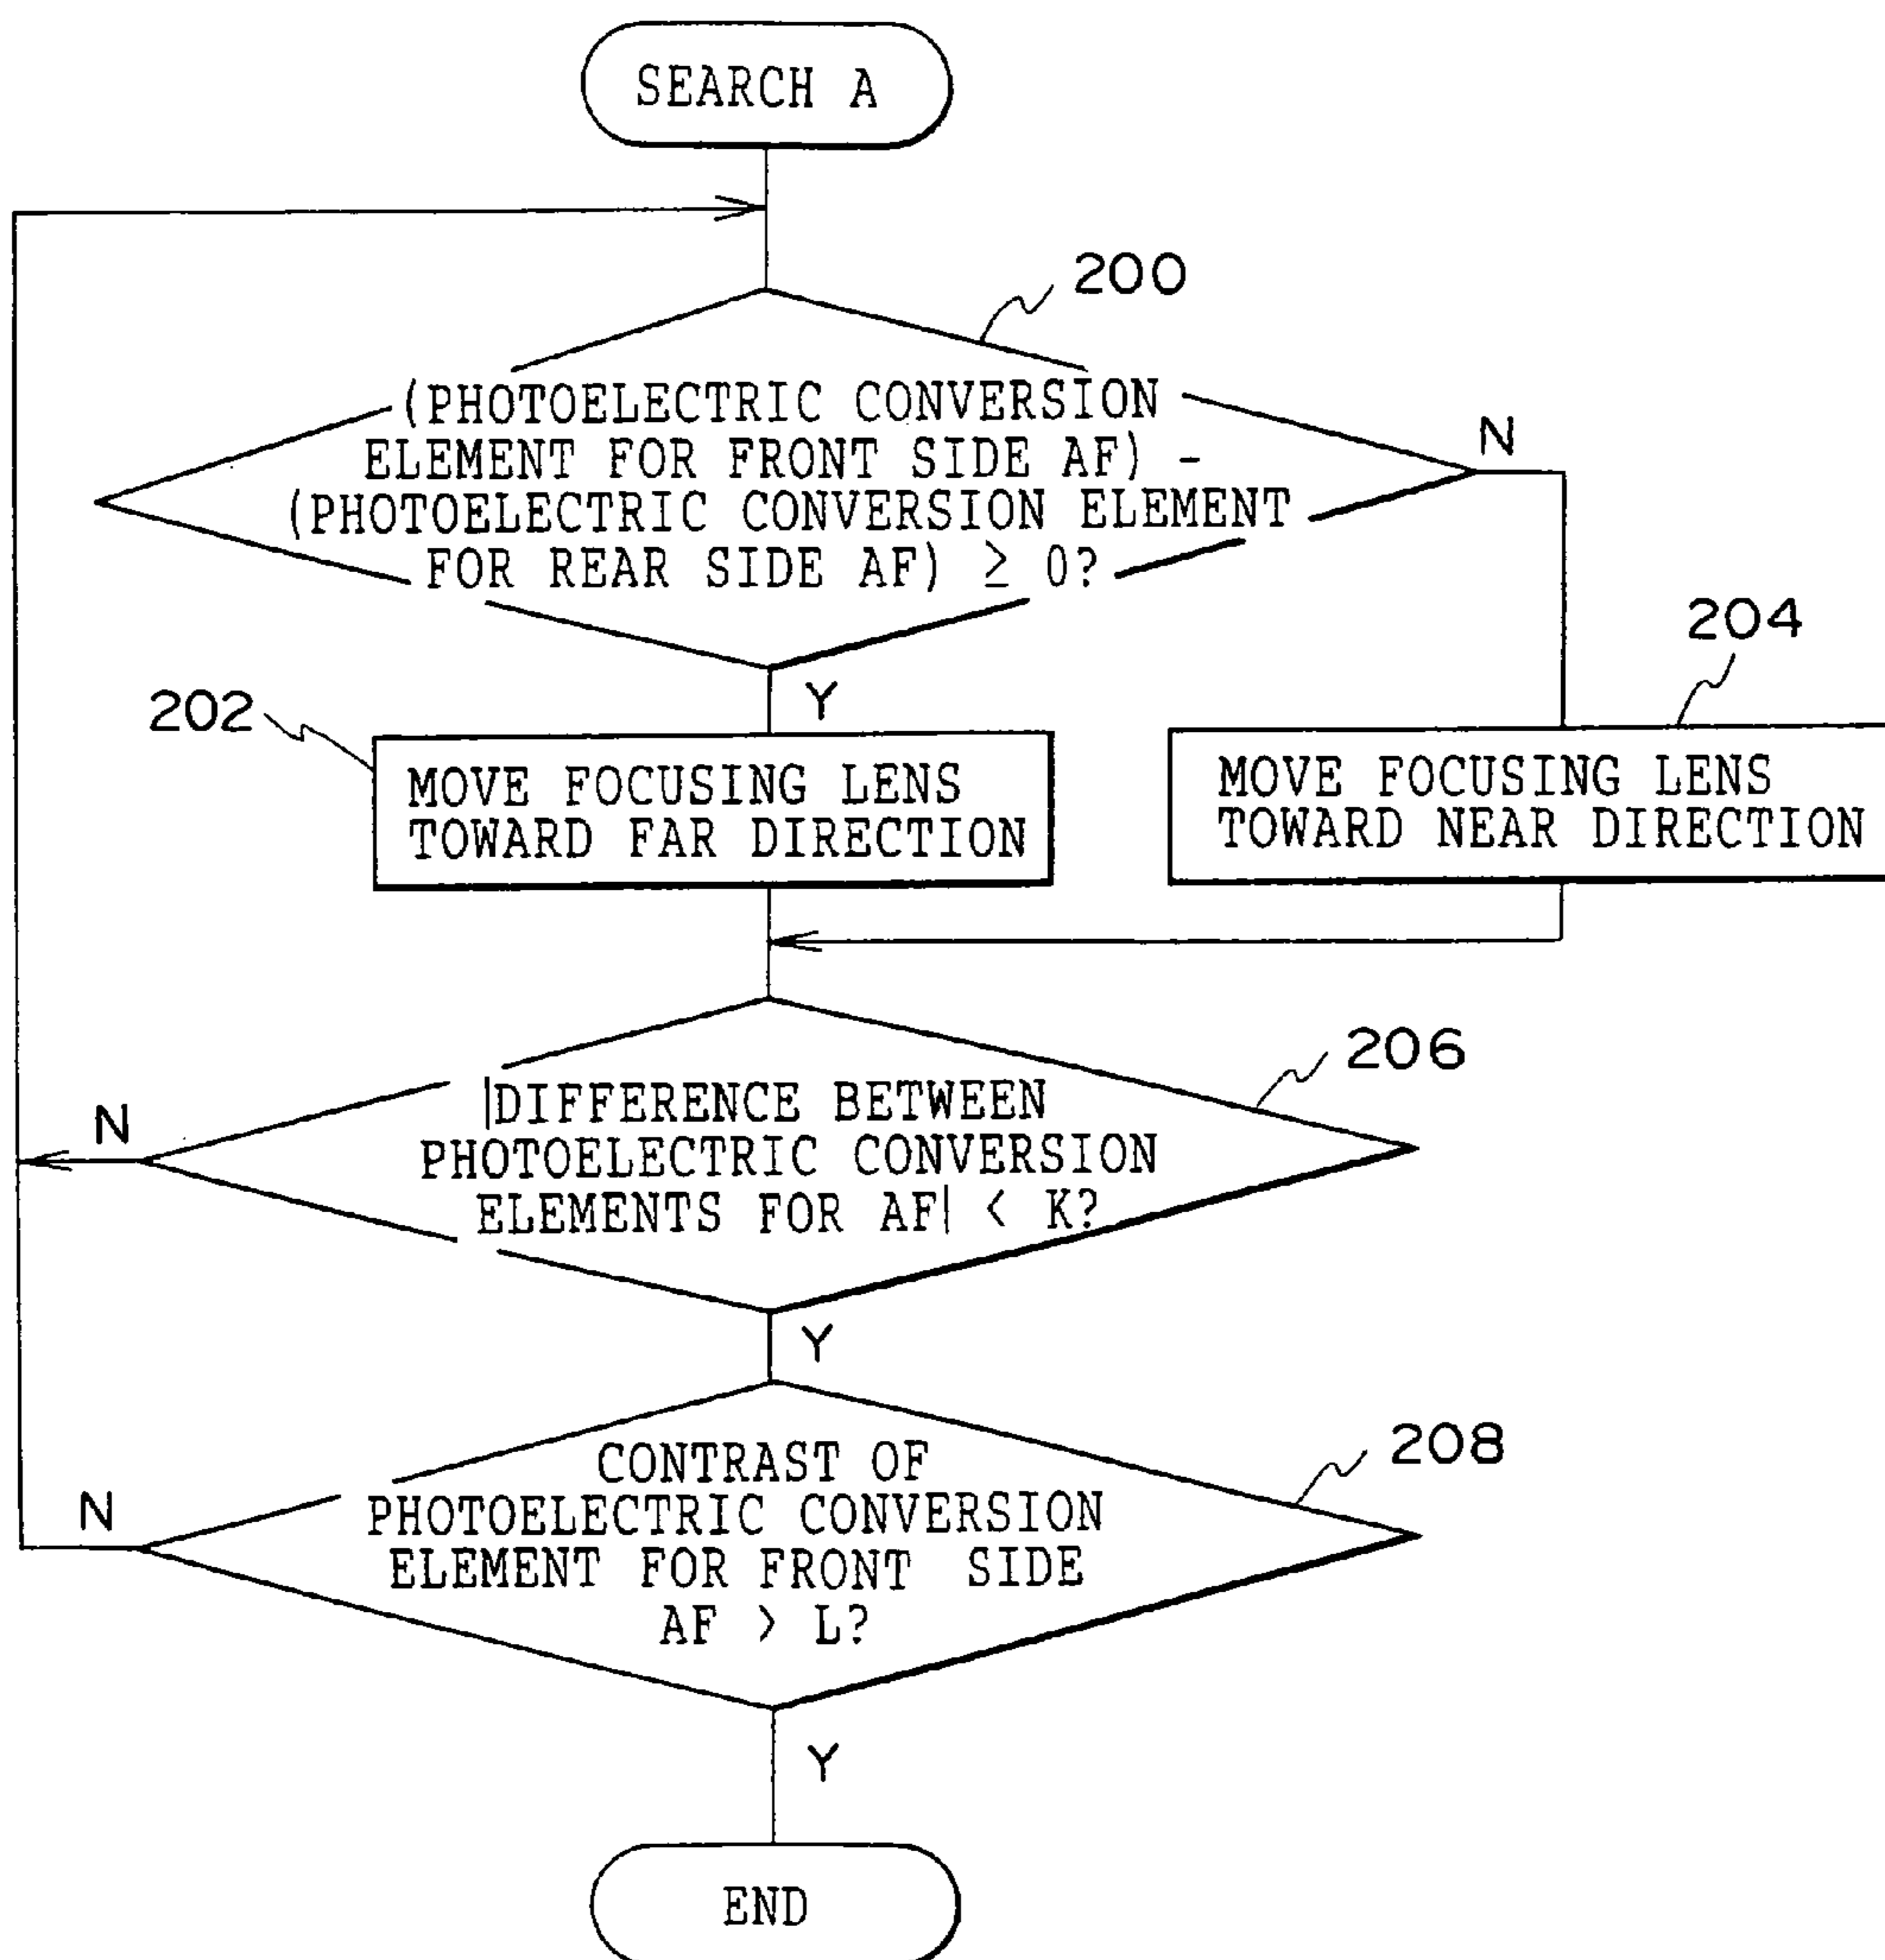 SEARCH A
200
(PHOTOELECTRIC CONVERSION
ELEMENT FOR FRONT SIDE AF) -
(PHOTOELECTRIC CONVERSION ELEMENT
FOR REAR SIDE AF) ≥ 0?
N
Y
202
MOVE FOCUSING LENS
TOWARD FAR DIRECTION
204
MOVE FOCUSING LENS
TOWARD NEAR DIRECTION
206
|DIFFERENCE BETWEEN
PHOTOELECTRIC CONVERSION
ELEMENTS FOR AF| < K?
N
Y
208
CONTRAST OF
PHOTOELECTRIC CONVERSION
ELEMENT FOR FRONT SIDE
AF > L?
N
Y
END